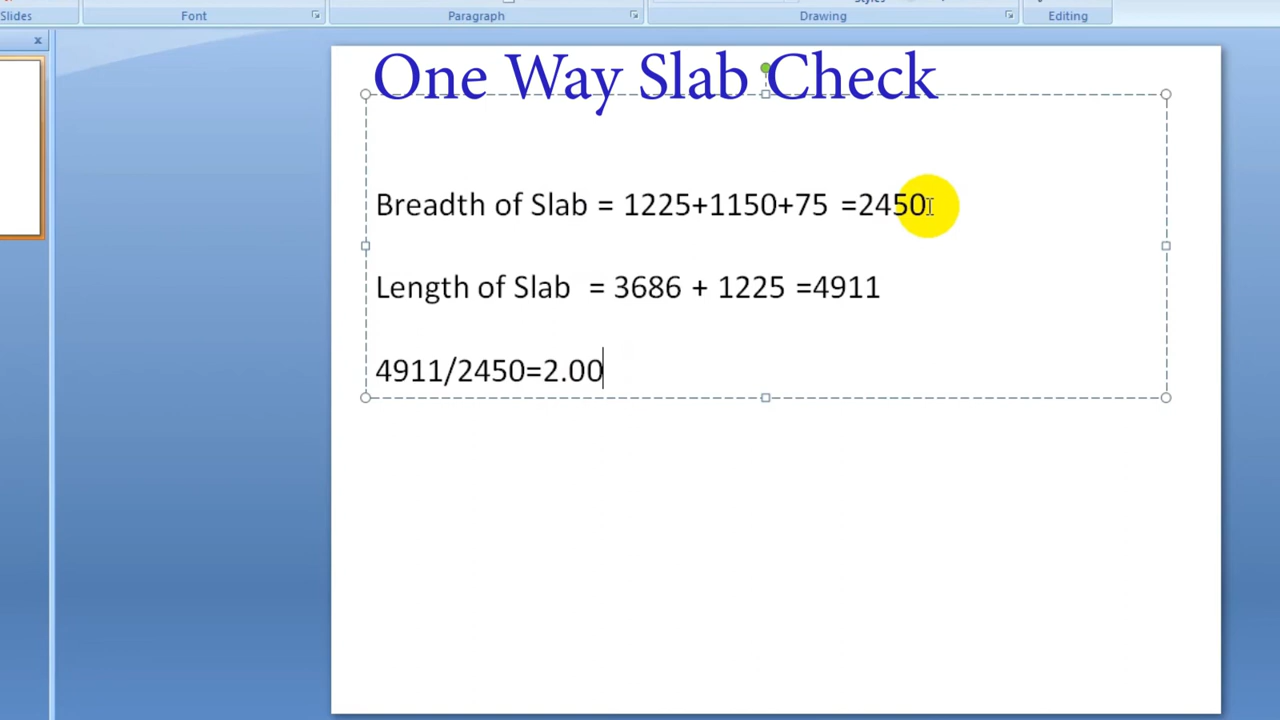 Slides Font Paragraph Drawing Editing
One Way Slab Check
Breadth of Slab = 1225+1150+75 =2450
Length of Slab = 3686 + 1225 =4911
4911/2450=2.00